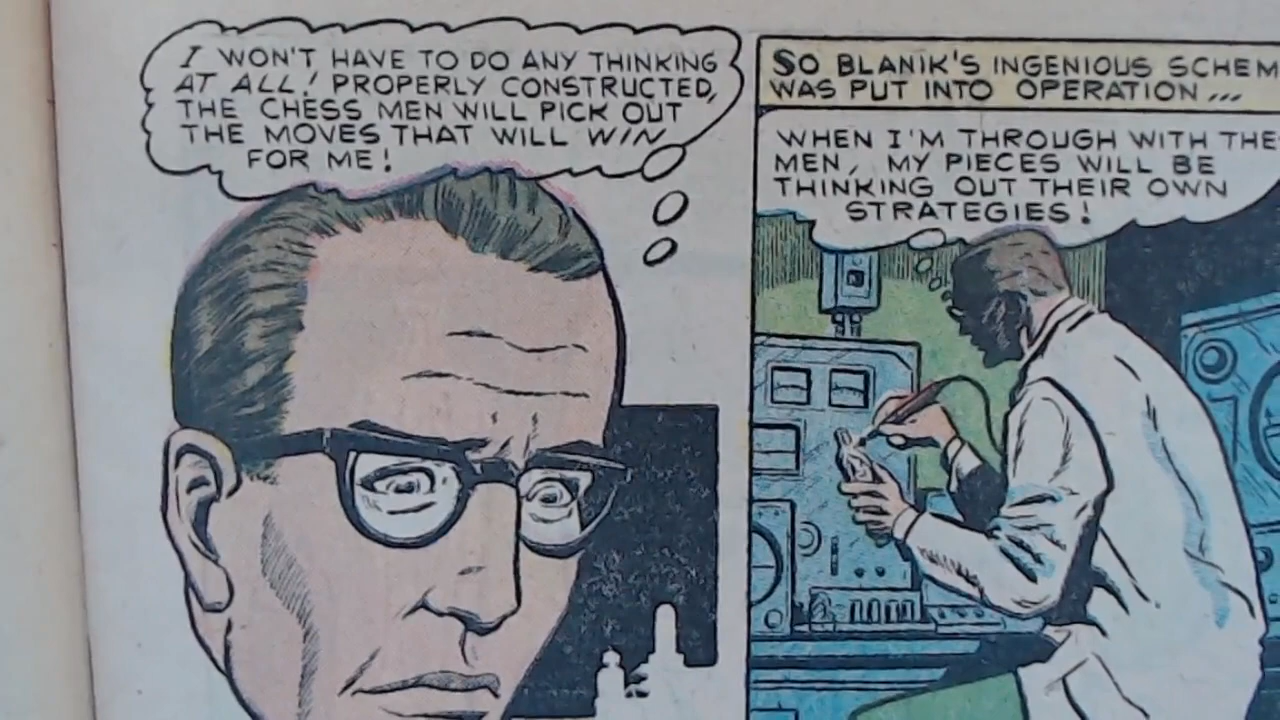 I WON'T HAVE TO DO ANY THINKING
AT ALL! PROPERLY CONSTRUCTED,
THE CHESS MEN WILL PICK OUT
THE MOVES THAT WILL WIN
FOR ME!
SO BLANIK'S INGENIOUS SCHEM
WAS PUT INTO OPERATION...
WHEN I'M THROUGH WITH THE
MEN, MY PIECES WILL BE
THINKING OUT THEIR OWN
STRATEGIES!